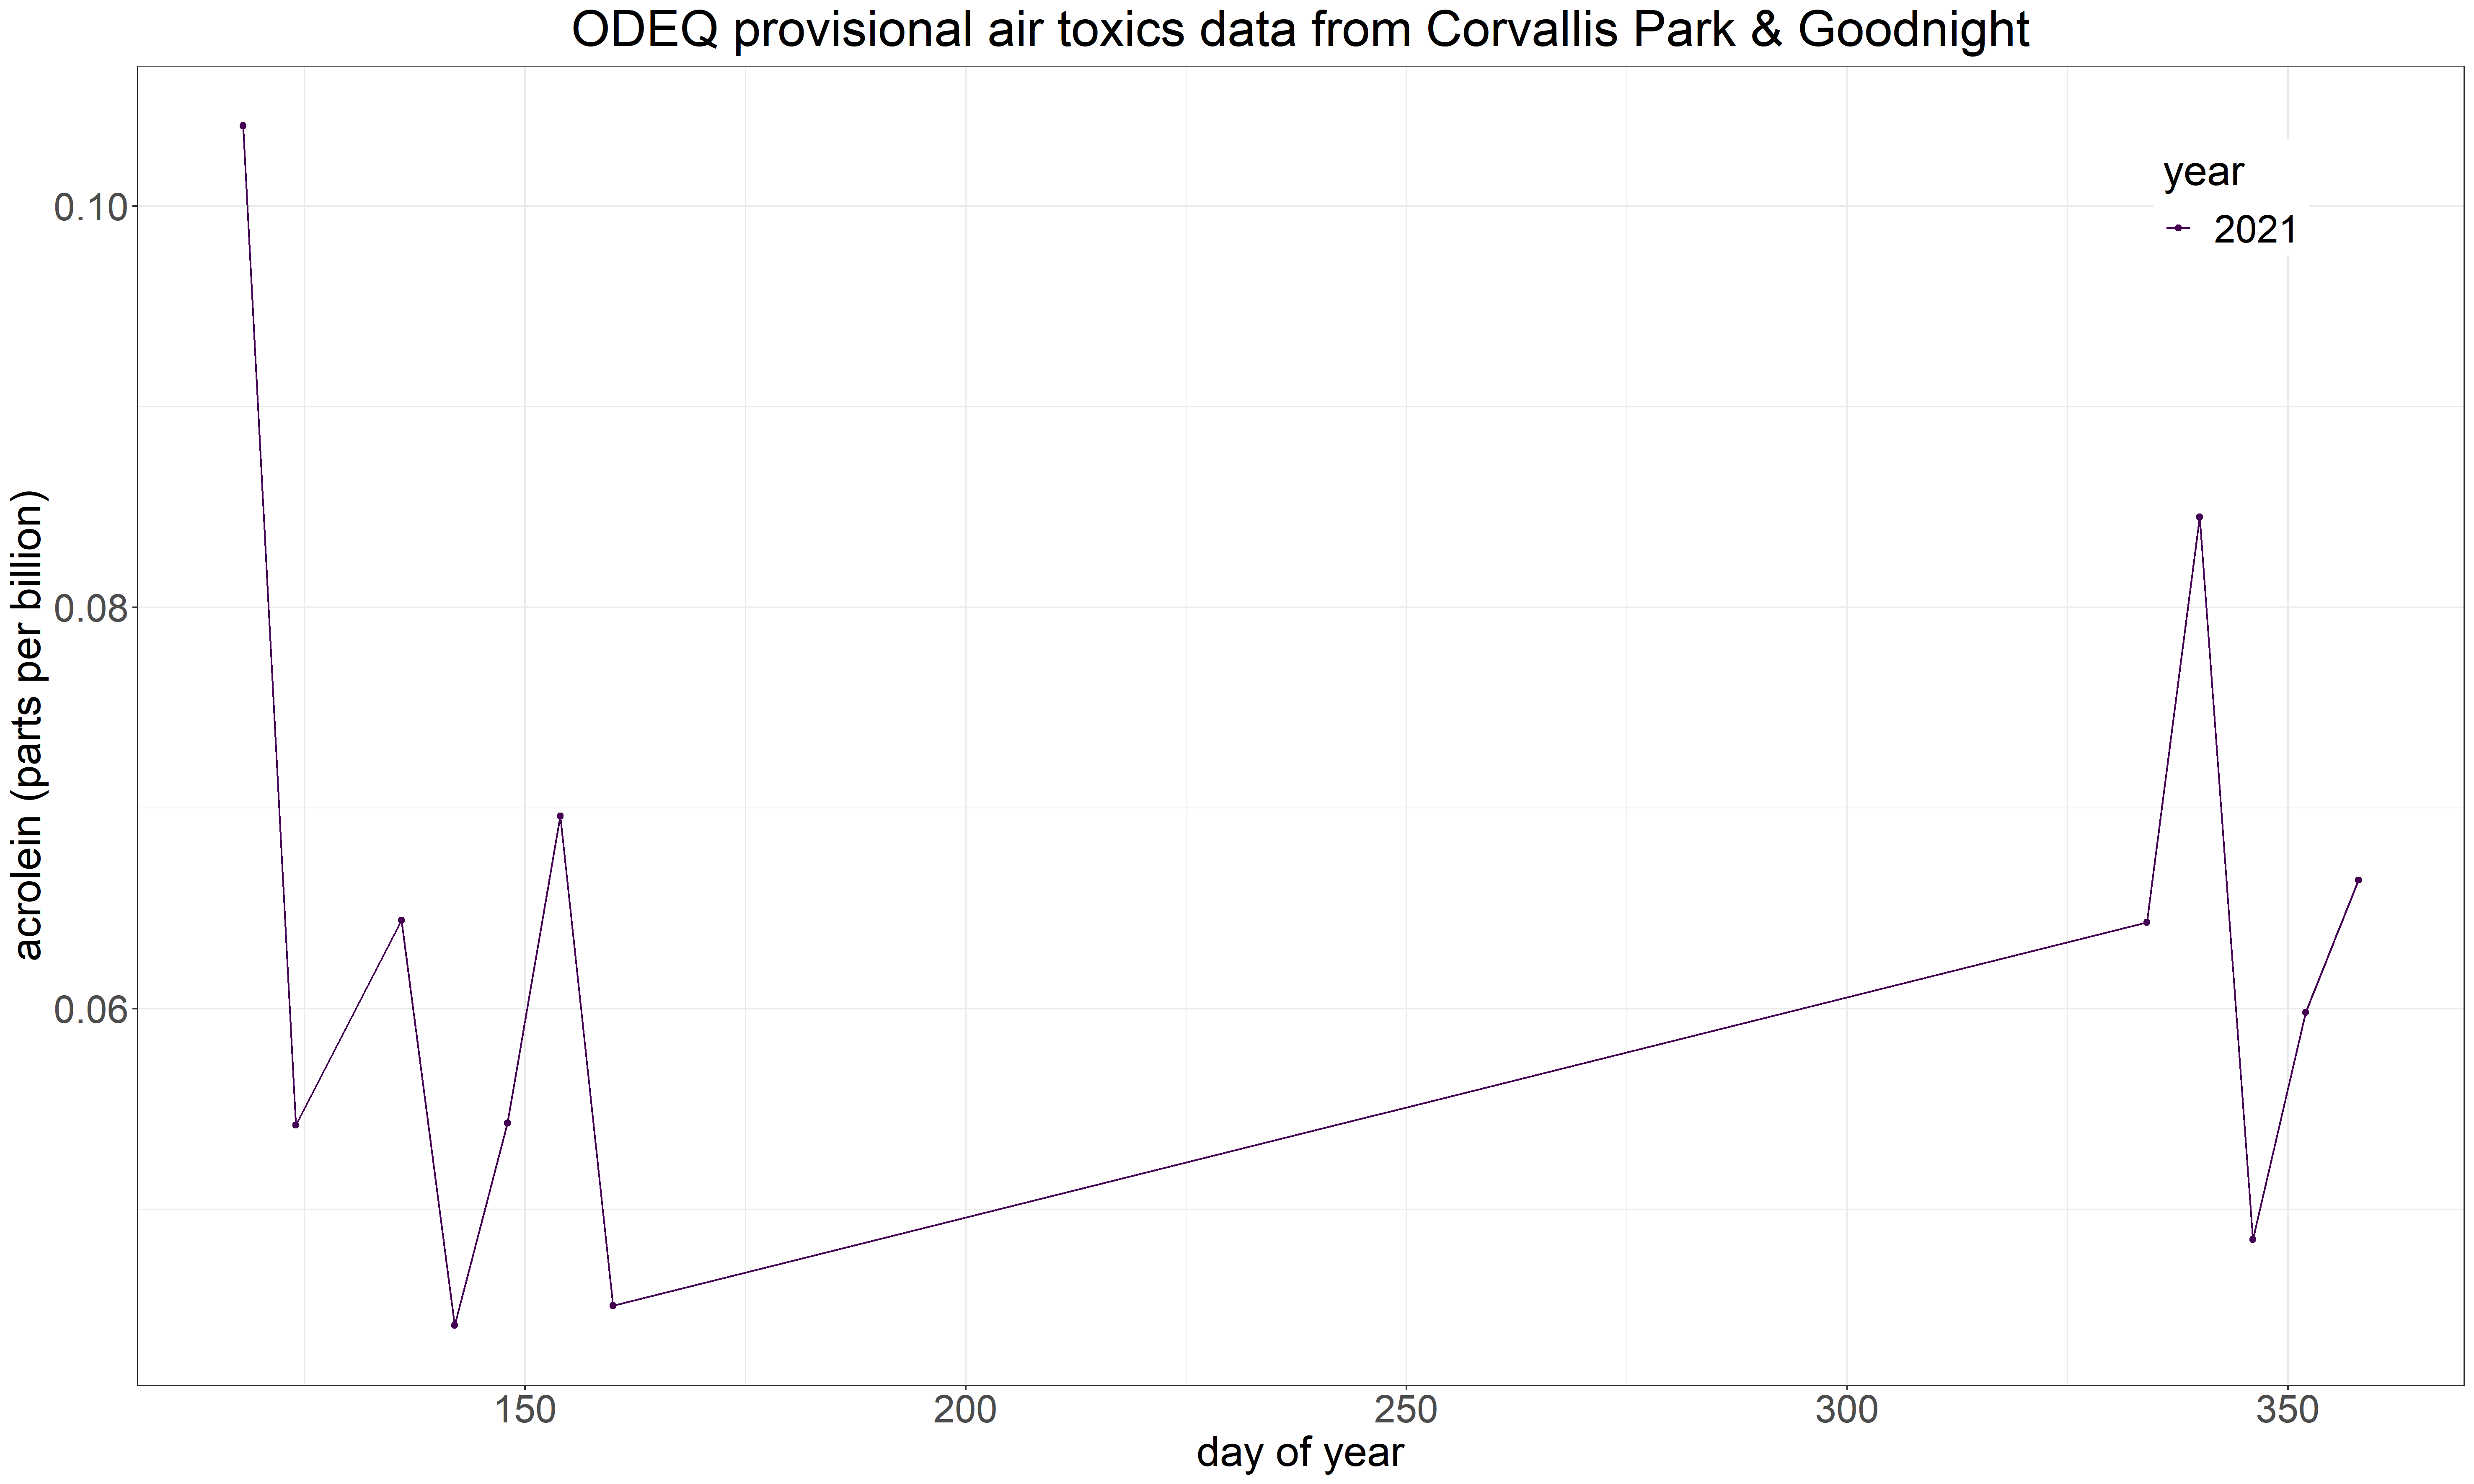 ODEQ provisional air toxics data from Corvallis Park & Goodnight
year
2021
0.10
0.08
0.06
acrolein (parts per billion)
150 200 250 300 350
day of year